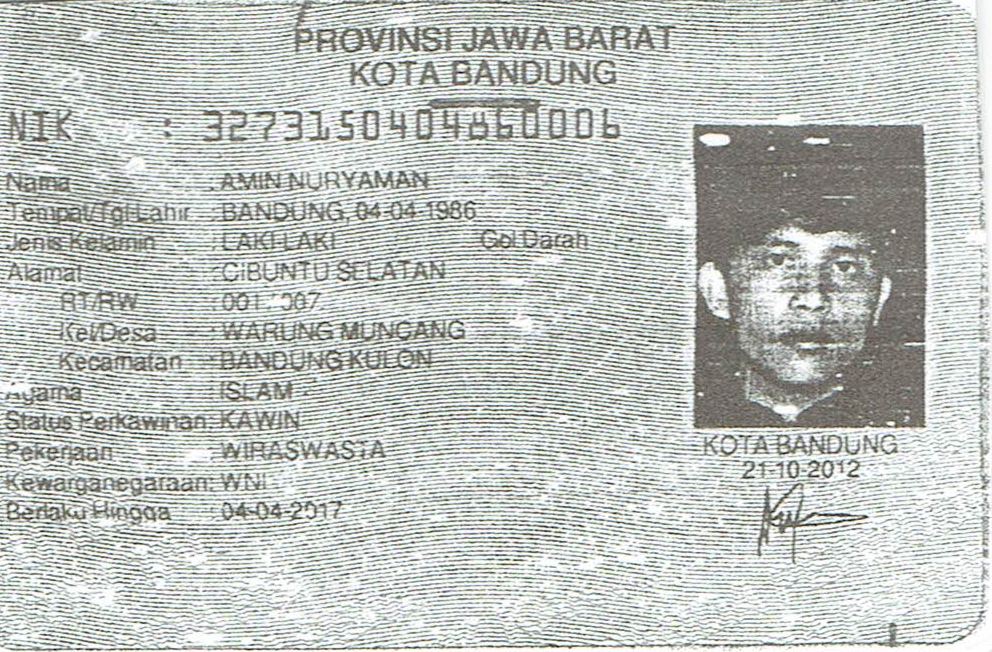 PROVINSI JAWA BARAT
KOTA BANDUNG
NIK : 3273150404860006
Nama : AMIN NURYAMAN
Tempat/Tgl Lahir : BANDUNG, 04-04-1986
Jenis Kelamin : LAKI-LAKI Gol Darah : -
Alamat : CIBUNTU SELATAN
RT/RW : 001 / 007
Kel/Desa : WARUNG MUNCANG
Kecamatan : BANDUNG KULON
Agama : ISLAM
Status Perkawinan: KAWIN
Pekerjaan : WIRASWASTA
Kewarganegaraan: WNI
Berlaku Hingga : 04-04-2017
KOTA BANDUNG
21-10-2012